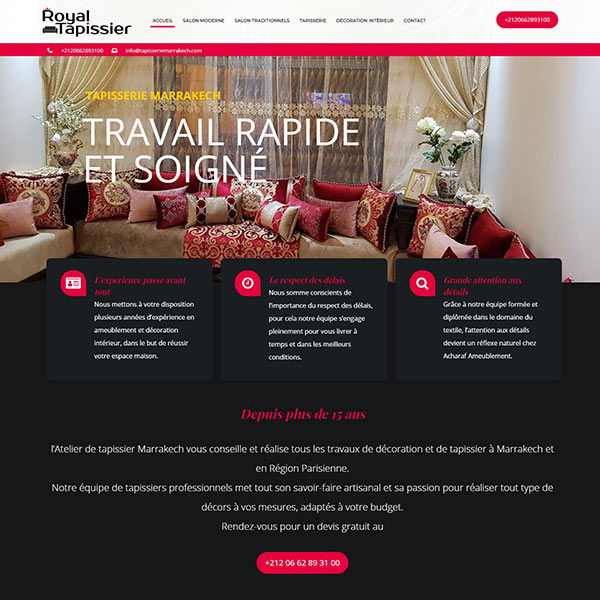 Royal
Tapissier
ACCUEIL SALON MODERNE SALON TRADITIONNELS TAPISSERIE DÉCORATION INTÉRIEUR CONTACT
+2120662893100
+2120662893100 info@tapisseriemarrakech.com
TAPISSERIE MARRAKECH
TRAVAIL RAPIDE
ET SOIGNÉ
L'experience passe avant
tout
Nous mettons à votre disposition
plusieurs années d'expérience en
ameublement et décoration
intérieur, dans le but de réussir
votre espace maison.
Le respect des délais
Nous somme conscients de
l'importance du respect des délais,
pour cela notre équipe s'engage
pleinement pour vous livrer à
temps et dans les meilleurs
conditions.
Grande attention aux
détails
Grâce à notre équipe formée et
diplômée dans le domaine du
textile, l'attention aux détails
devient un réflexe naturel chez
Acharaf Ameublement.
Depuis plus de 15 ans
l'Atelier de tapissier Marrakech vous conseille et réalise tous les travaux de décoration et de tapissier à Marrakech et
en Région Parisienne.
Notre équipe de tapissiers professionnels met tout son savoir-faire artisanal et sa passion pour réaliser tout type de
décors à vos mesures, adaptés à votre budget.
Rendez-vous pour un devis gratuit au
+212 06 62 89 31 00